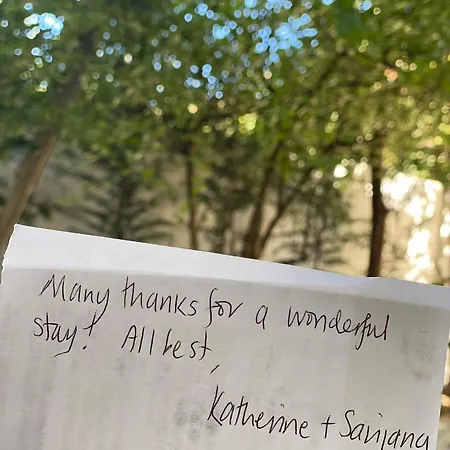 Many thanks for a wonderful
stay! All best,
Katherine + Sanjana